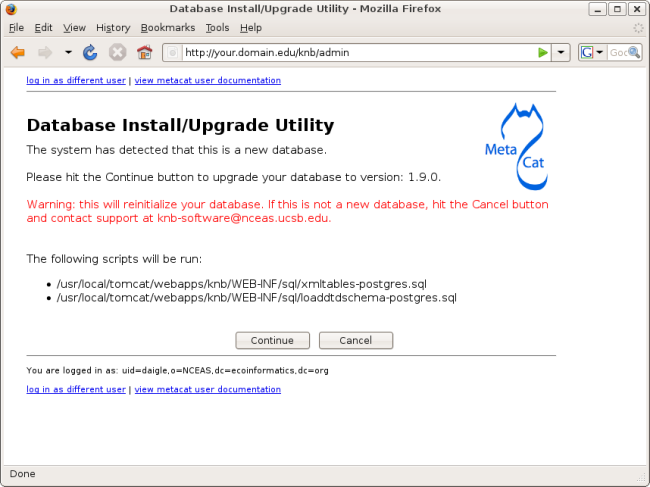 Database Install/Upgrade Utility - Mozilla Firefox
File Edit View History Bookmarks Tools Help
http://your.domain.edu/knb/admin
G Goo
log in as different user | view metacat user documentation
Database Install/Upgrade Utility
Meta Cat
The system has detected that this is a new database.
Please hit the Continue button to upgrade your database to version: 1.9.0.
Warning: this will reinitialize your database. If this is not a new database, hit the Cancel button
and contact support at knb-software@nceas.ucsb.edu.
The following scripts will be run:
• /usr/local/tomcat/webapps/knb/WEB-INF/sql/xmltables-postgres.sql
• /usr/local/tomcat/webapps/knb/WEB-INF/sql/loaddtdschema-postgres.sql
Continue Cancel
You are logged in as: uid=daigle,o=NCEAS,dc=ecoinformatics,dc=org
log in as different user | view metacat user documentation
Done